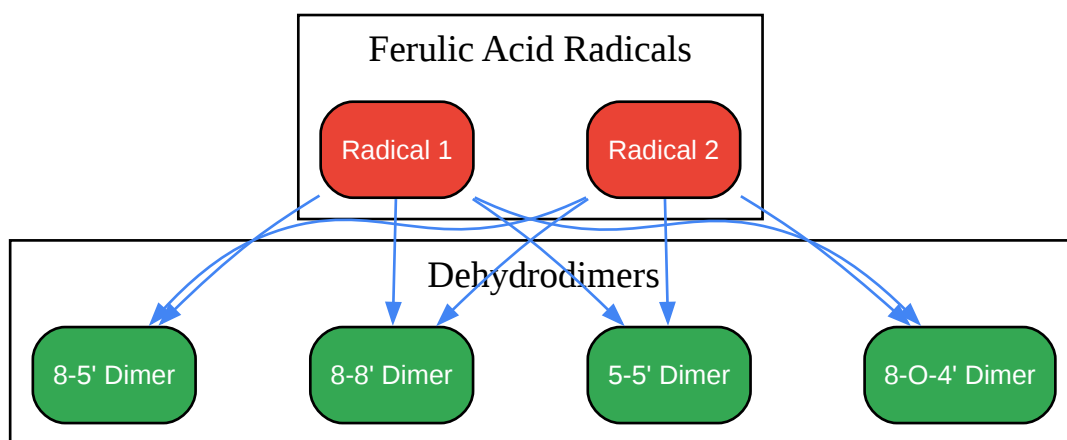 Ferulic Acid Radicals
Radical 1
Radical 2
Dehydrodimers
8-5' Dimer
8-8' Dimer
5-5' Dimer
8-O-4' Dimer